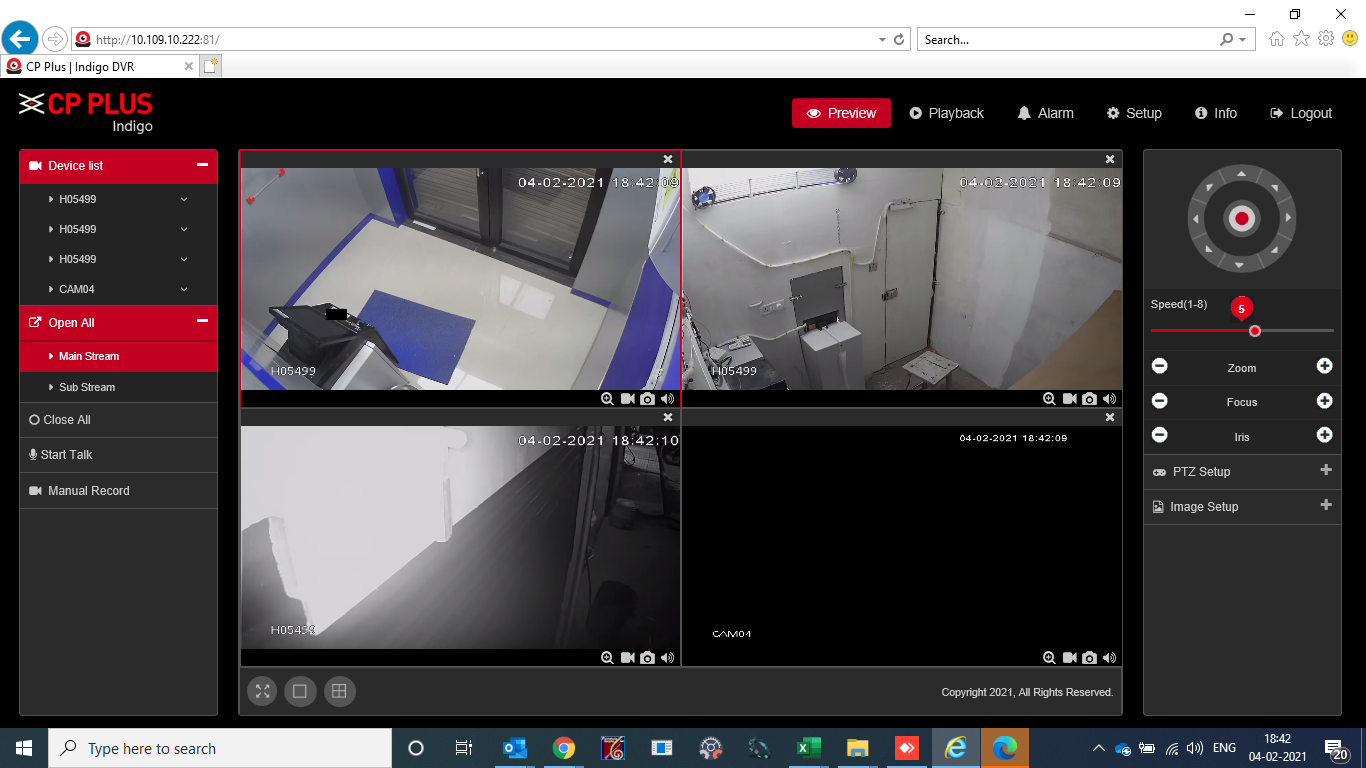 http://10.109.10.222:81/
Search...
CP Plus | Indigo DVR
CP PLUS
Indigo
Preview
Playback
Alarm
Setup
Info
Logout
Device list
H05499
H05499
H05499
CAM04
Open All
Main Stream
Sub Stream
Close All
Start Talk
Manual Record
04-02-2021 18:42:09
H05499
04-02-2021 18:42:09
H05499
04-02-2021 18:42:10
H05499
04-02-2021 18:42:09
CAM04
Copyright 2021, All Rights Reserved.
Speed(1-8)
5
Zoom
Focus
Iris
PTZ Setup
Image Setup
Type here to search
ENG
18:42
04-02-2021
20